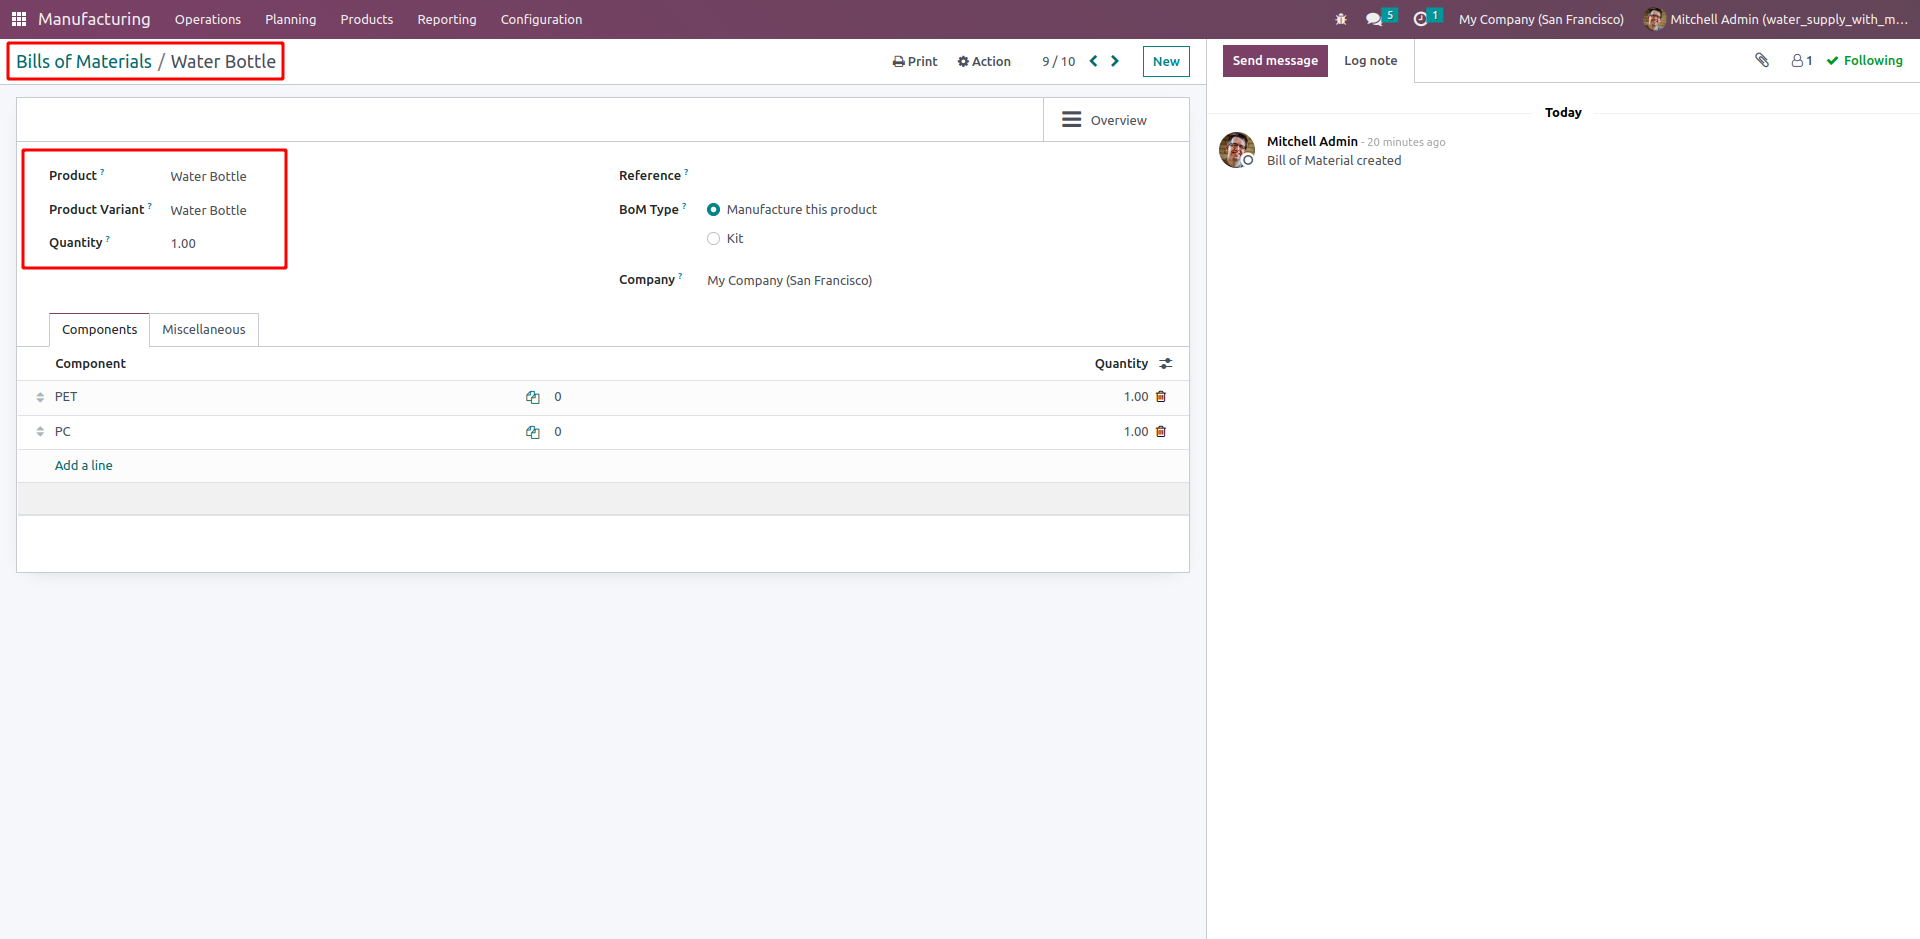 Manufacturing Operations Planning Products Reporting Configuration 5 1 My Company (San Francisco) Mitchell Admin (water_supply_with_m...
Bills of Materials / Water Bottle Print Action 9 / 10 New
Send message Log note 1 Following
Overview
Product ? Water Bottle
Product Variant ? Water Bottle
Quantity ? 1.00
Reference ?
BoM Type ? Manufacture this product
Kit
Company ? My Company (San Francisco)
Components Miscellaneous
Component Quantity
PET 0 1.00
PC 0 1.00
Add a line
Today
Mitchell Admin - 20 minutes ago
Bill of Material created